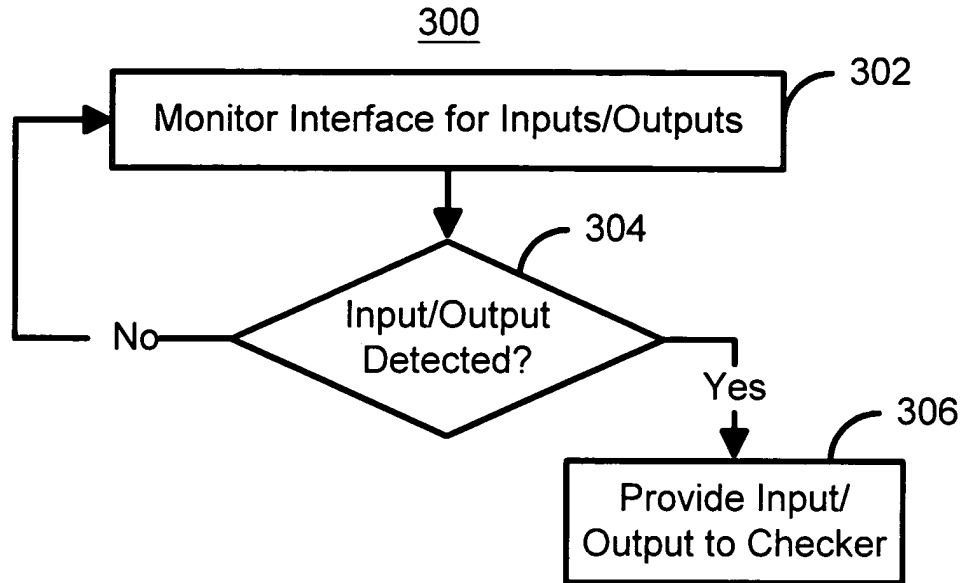 300
302
Monitor Interface for Inputs/Outputs
304
Input/Output
Detected?
No
Yes
306
Provide Input/
Output to Checker